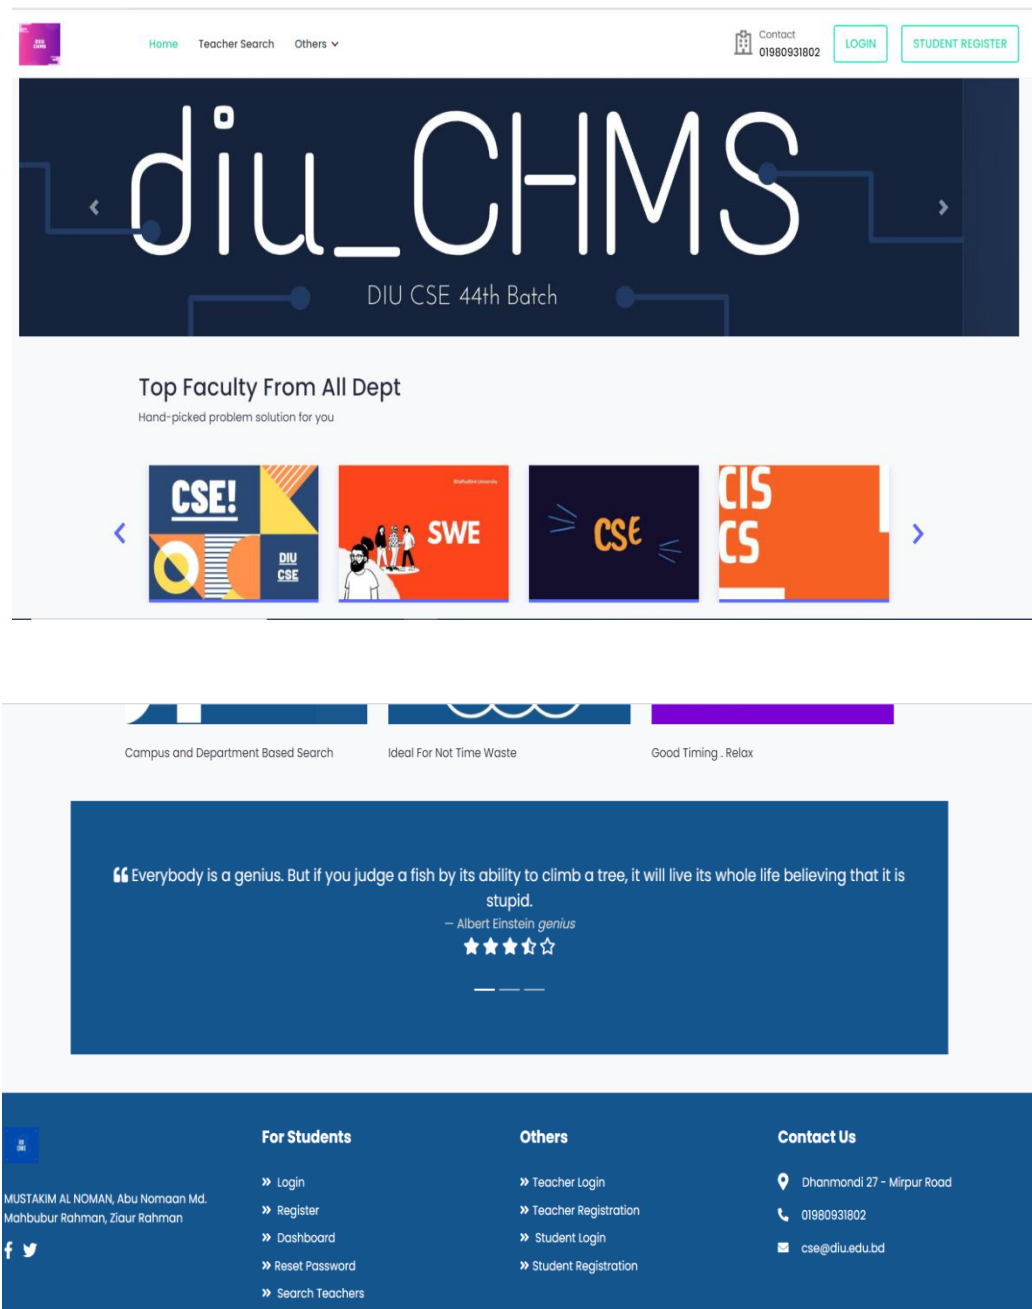 Home Teacher Search Others
Contact
01980931802
LOGIN
STUDENT REGISTER
diu_CHMS
DIU CSE 44th Batch
Top Faculty From All Dept
Hand-picked problem solution for you
CSE!
DIU
CSE
SWE
CSE
CIS
CS
Campus and Department Based Search
Ideal For Not Time Waste
Good Timing . Relax
Everybody is a genius. But if you judge a fish by its ability to climb a tree, it will live its whole life believing that it is
stupid.
— Albert Einstein genius
MUSTAKIM AL NOMAN, Abu Nomaan Md.
Mahbubur Rahman, Ziaur Rahman
For Students
» Login
» Register
» Dashboard
» Reset Password
» Search Teachers
Others
» Teacher Login
» Teacher Registration
» Student Login
» Student Registration
Contact Us
Dhanmondi 27 - Mirpur Road
01980931802
cse@diu.edu.bd